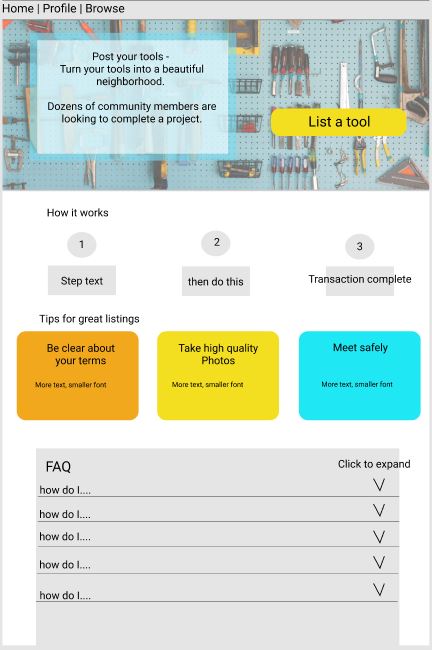 Home | Profile | Browse
Post your tools -
Turn your tools into a beautiful
neighborhood.
Dozens of community members are
looking to complete a project.
List a tool
How it works
1
2
3
Step text
then do this
Transaction complete
Tips for great listings
Be clear about
your terms
More text, smaller font
Take high quality
Photos
More text, smaller font
Meet safely
More text, smaller font
FAQ
Click to expand
how do I....
how do I....
how do I....
how do I....
how do I....